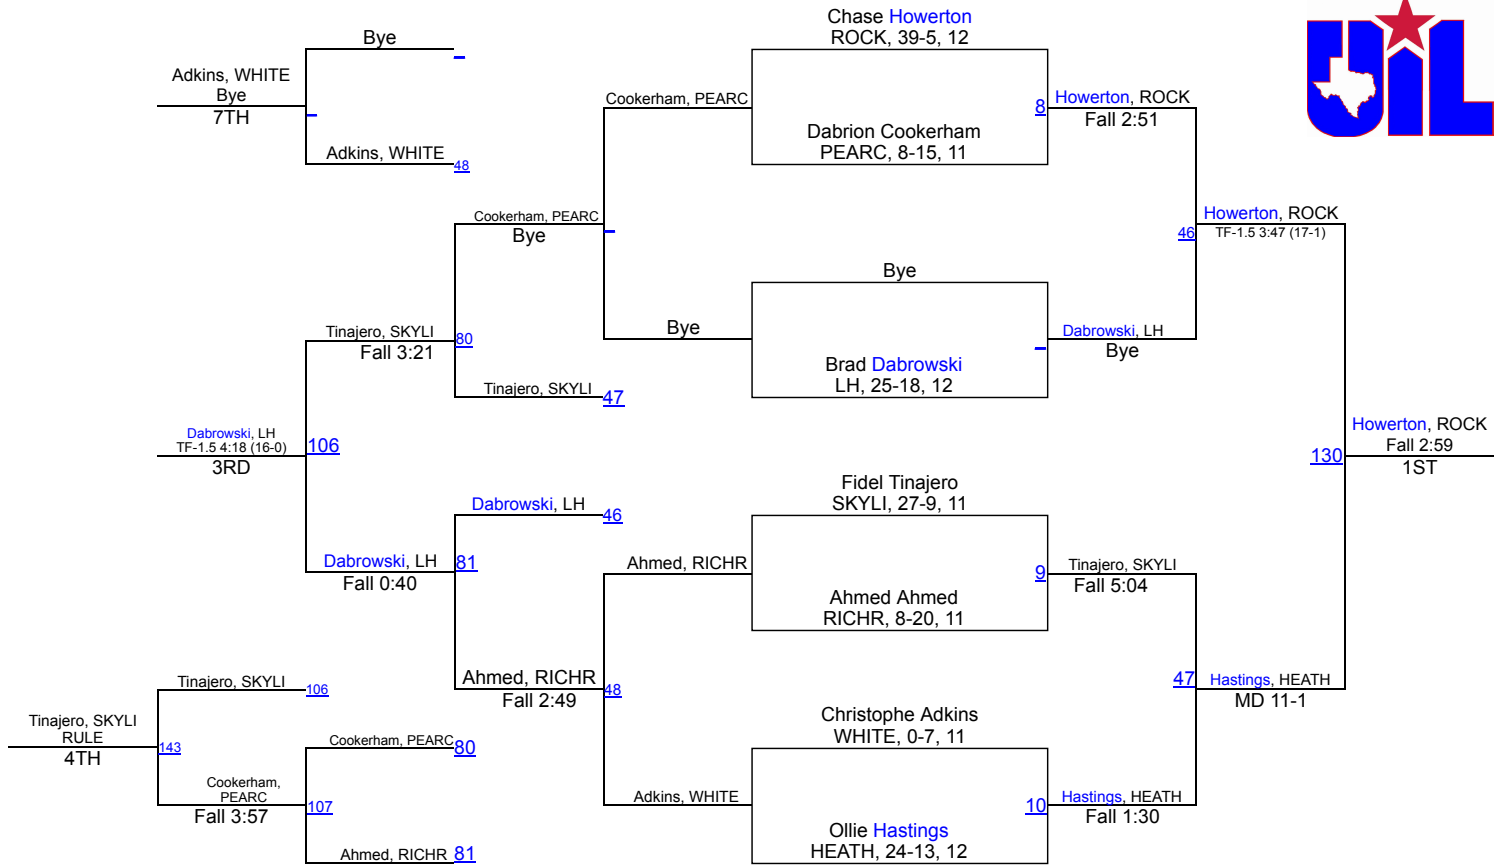 Chase Howerton
ROCK, 39-5, 12
UIL
Bye
Adkins, WHITE
Bye
7TH
Adkins, WHITE
48
Cookerham, PEARC
8
Howerton, ROCK
Fall 2:51
Dabrion Cookerham
PEARC, 8-15, 11
Cookerham, PEARC
Bye
46
Howerton, ROCK
TF-1.5 3:47 (17-1)
Bye
Tinajero, SKYLI
Fall 3:21
80
Bye
Dabrowski, LH
Bye
Brad Dabrowski
LH, 25-18, 12
Tinajero, SKYLI
47
Dabrowski, LH
TF-1.5 4:18 (16-0)
3RD
106
130
Howerton, ROCK
Fall 2:59
1ST
Fidel Tinajero
SKYLI, 27-9, 11
Dabrowski, LH
46
Dabrowski, LH
Fall 0:40
81
Ahmed, RICHR
9
Tinajero, SKYLI
Fall 5:04
Ahmed Ahmed
RICHR, 8-20, 11
Tinajero, SKYLI
106
Ahmed, RICHR
Fall 2:49
48
47
Hastings, HEATH
MD 11-1
Christophe Adkins
WHITE, 0-7, 11
Tinajero, SKYLI
RULE
4TH
143
Cookerham, PEARC
80
Cookerham,
PEARC
Fall 3:57
107
Adkins, WHITE
10
Hastings, HEATH
Fall 1:30
Ollie Hastings
HEATH, 24-13, 12
Ahmed, RICHR
81